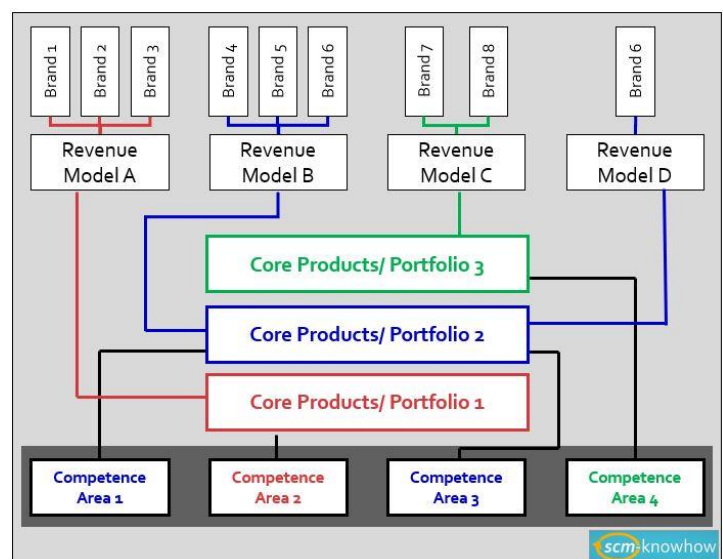 Brand 1
Brand 2
Brand 3
Brand 4
Brand 5
Brand 6
Brand 7
Brand 8
Brand 6
Revenue
Model A
Revenue
Model B
Revenue
Model C
Revenue
Model D
Core Products/ Portfolio 3
Core Products/ Portfolio 2
Core Products/ Portfolio 1
Competence
Area 1
Competence
Area 2
Competence
Area 3
Competence
Area 4
scm-knowhow